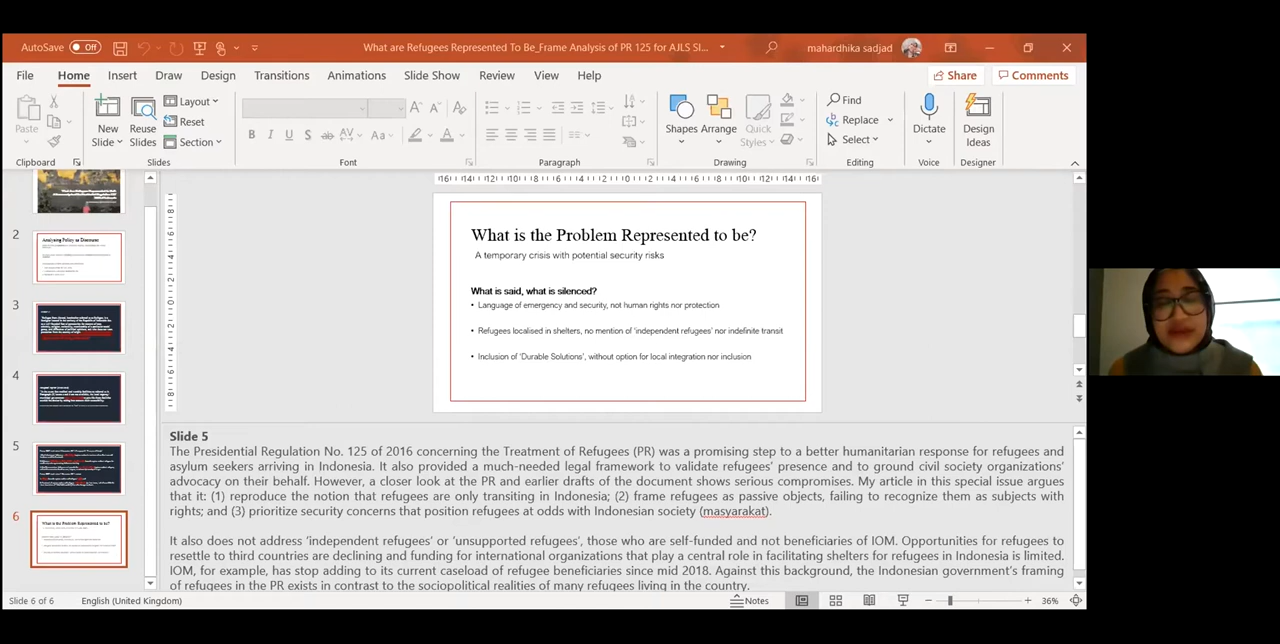 AutoSave Off What are Refugees Represented To Be_Frame Analysis of PR 125 for AJLS SI... mahardhika sadjad
File Home Insert Draw Design Transitions Animations Slide Show Review View Help Share Comments
Paste New Slide Reuse Slides Layout Reset Section
B I U S ab AV Aa A A A
Shapes Arrange Quick Styles Find Replace Select Dictate Design Ideas
Clipboard Slides Font Paragraph Drawing Editing Voice Designer
2
Analysing Policy as Discourse
3
4
5
6
What is the Problem Represented to be?
A temporary crisis with potential security risks
What is said, what is silenced?
• Language of emergency and security, not human rights nor protection
• Refugees localised in shelters, no mention of 'independent refugees' nor indefinite transit
• Inclusion of 'Durable Solutions', without option for local integration nor inclusion
Slide 5
The Presidential Regulation No. 125 of 2016 concerning the treatment of Refugees (PR) was a promising step to a better humanitarian response for refugees and
asylum seekers arriving in Indonesia. It also provided a much-needed legal framework to validate refugees' presence and to ground civil society organizations'
advocacy on their behalf. However, a closer look at the PR and earlier drafts of the document shows serious compromises. My article in this special issue argues
that it: (1) reproduce the notion that refugees are only transiting in Indonesia; (2) frame refugees as passive objects, failing to recognize them as subjects with
rights; and (3) prioritize security concerns that position refugees at odds with Indonesian society (masyarakat).
It also does not address 'independent refugees' or 'unsupported refugees', those who are self-funded and not beneficiaries of IOM. Opportunities for refugees to
resettle to third countries are declining and funding for international organizations that play a central role in facilitating shelters for refugees in Indonesia is limited.
IOM, for example, has stop adding to its current caseload of refugee beneficiaries since mid 2018. Against this background, the Indonesian government's framing
of refugees in the PR exists in contrast to the sociopolitical realities of many refugees living in the country.
Slide 6 of 6 English (United Kingdom) Notes 36%